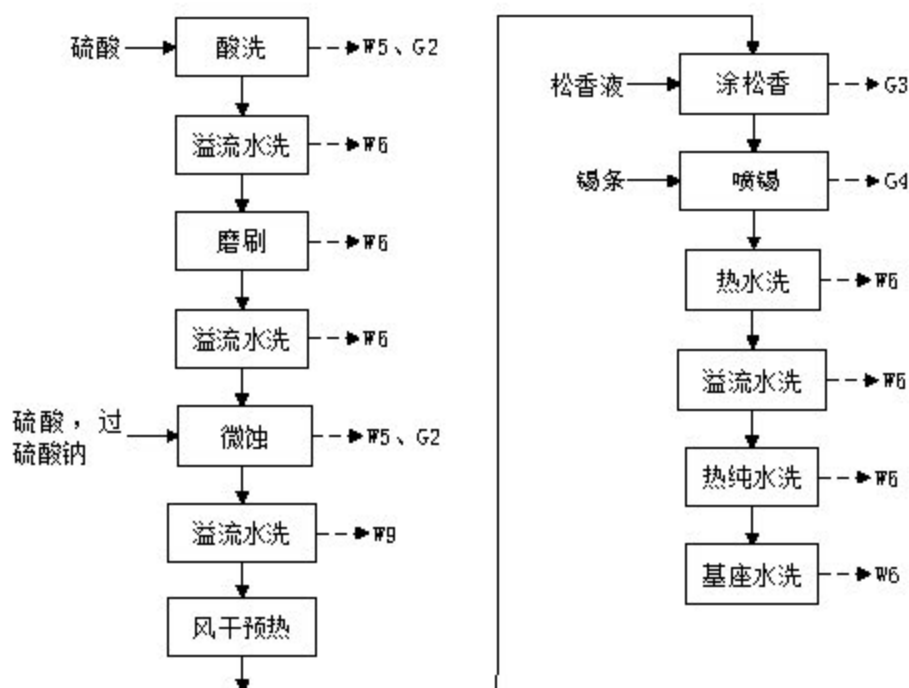 硫酸
酸洗
W5、G2
溢流水洗
W6
磨刷
W6
溢流水洗
W6
硫酸，过
硫酸钠
微蚀
W5、G2
溢流水洗
W9
风干预热
松香液
涂松香
G3
锡条
喷锡
G4
热水洗
W6
溢流水洗
W6
热纯水洗
W6
基座水洗
W6